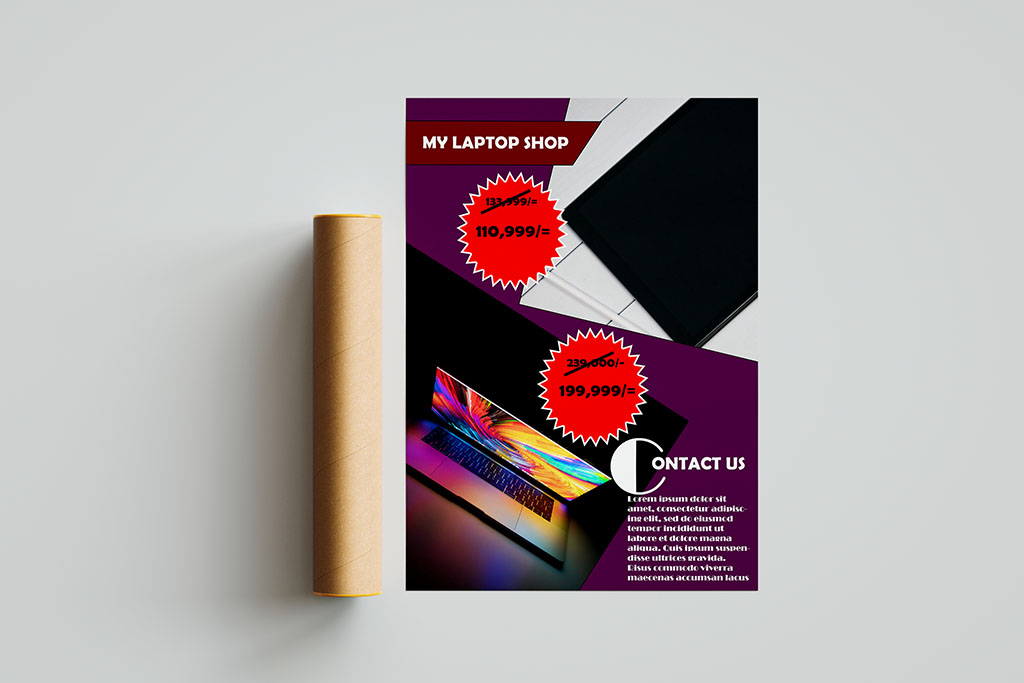 MY LAPTOP SHOP
133,999/=
110,999/=
239,000/-
199,999/=
CONTACT US
Lorem ipsum dolor sit
amet, consectetur adipisc-
ing elit, sed do eiusmod
tempor incididunt ut
labore et dolore magna
aliqua. Quis ipsum suspen-
disse ultrices gravida.
Risus commodo viverra
maecenas accumsan lacus